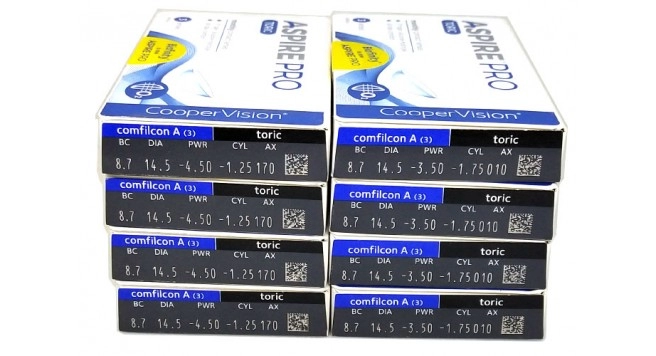 ASPIRE PRO
TORIC
Biofinity
ASPIRE PRO
CooperVision®
comfilcon A (3) toric
BC DIA PWR CYL AX
8.7 14.5 -4.50 -1.25 170
comfilcon A (3) toric
BC DIA PWR CYL AX
8.7 14.5 -4.50 -1.25 170
comfilcon A (3) toric
BC DIA PWR CYL AX
8.7 14.5 -4.50 -1.25 170
comfilcon A (3) toric
BC DIA PWR CYL AX
8.7 14.5 -4.50 -1.25 170
ASPIRE PRO
TORIC
Biofinity
ASPIRE PRO
CooperVision®
comfilcon A (3) toric
BC DIA PWR CYL AX
8.7 14.5 -3.50 -1.75 010
comfilcon A (3) toric
BC DIA PWR CYL AX
8.7 14.5 -3.50 -1.75 010
comfilcon A (3) toric
BC DIA PWR CYL AX
8.7 14.5 -3.50 -1.75 010
comfilcon A (3) toric
BC DIA PWR CYL AX
8.7 14.5 -3.50 -1.75 010